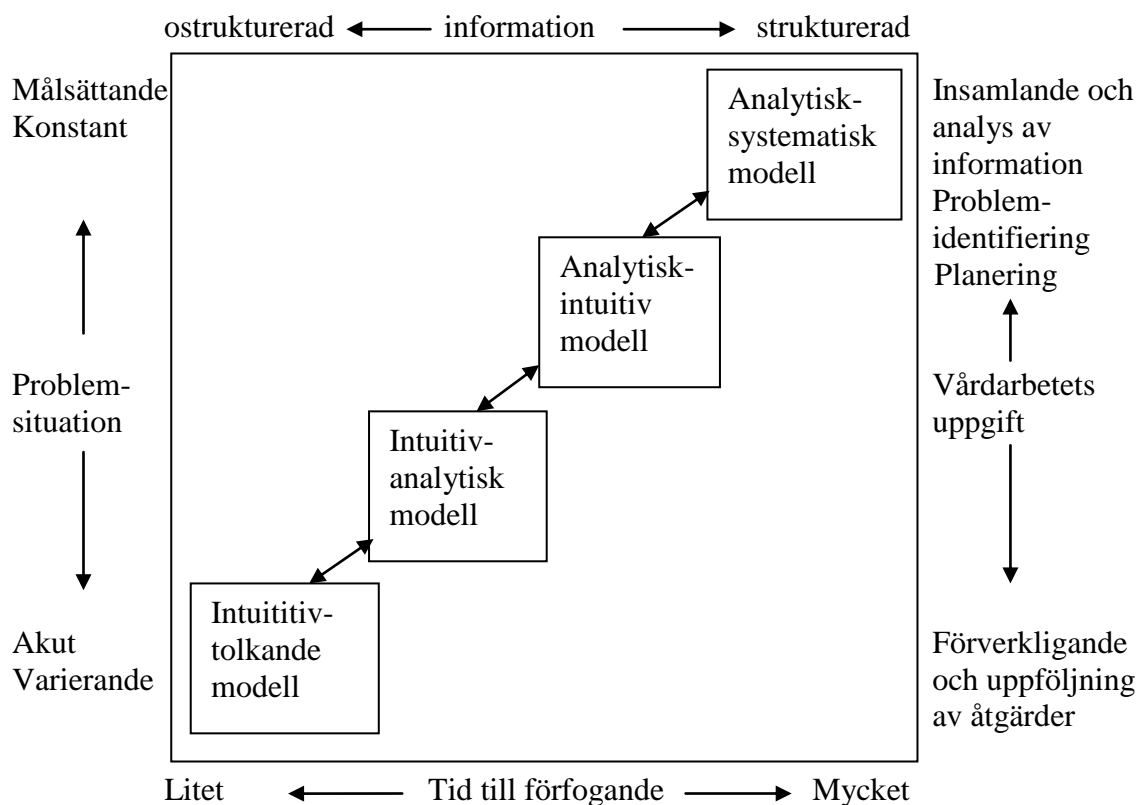 ostrukturerad information strukturerad
Målsättande
Konstant
Analytisk-
systematisk
modell
Insamlande och
analys av
information
Problem-
identifiering
Planering
Analytisk-
intuitiv
modell
Problem-
situation
Vårdarbetets
uppgift
Intuitiv-
analytisk
modell
Intuititiv-
tolkande
modell
Akut
Varierande
Förverkligande
och uppföljning
av åtgärder
Litet Tid till förfogande Mycket